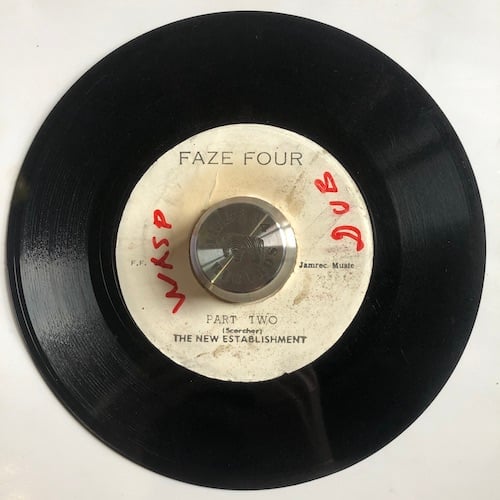 FAZE FOUR
WASP
DUB
F.F.
Jamrec Music
PART TWO
(Scorcher)
THE NEW ESTABLISHMENT